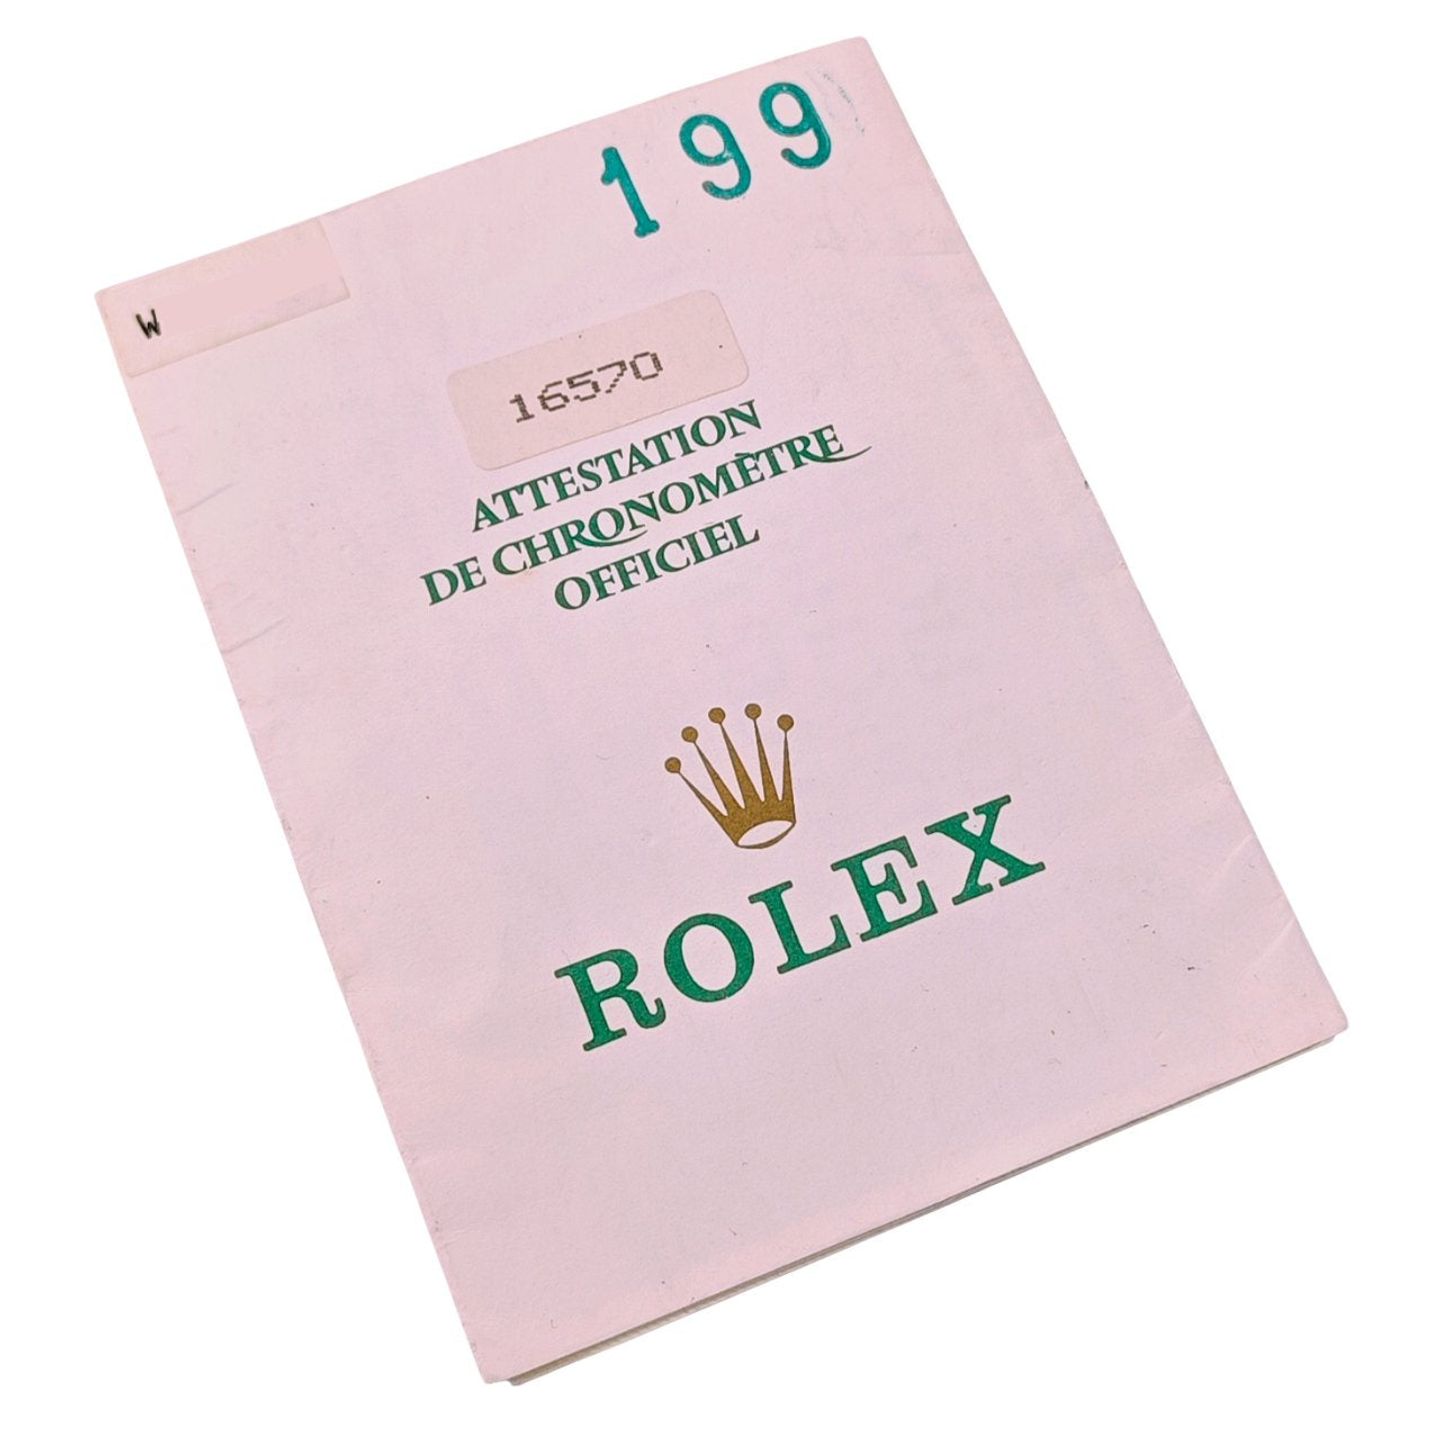 199
W
16570
ATTESTATION
DE CHRONOMÈTRE
OFFICIEL
ROLEX